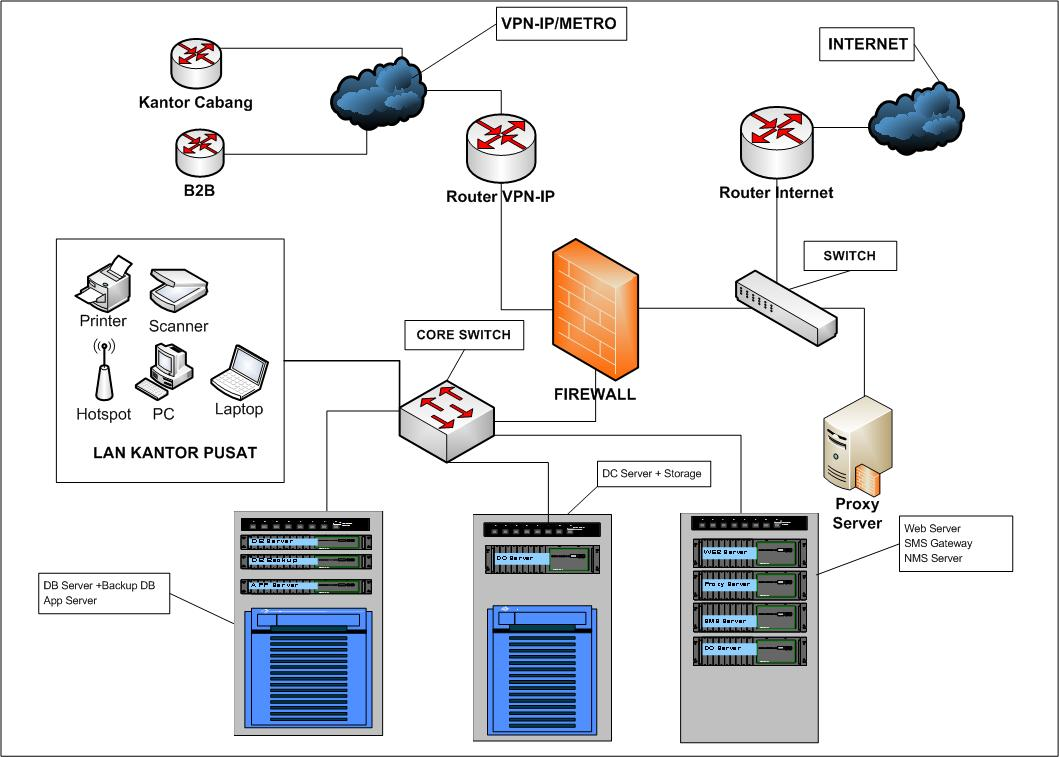 VPN-IP/METRO
INTERNET
Kantor Cabang
B2B
Router VPN-IP
Router Internet
SWITCH
Printer
Scanner
CORE SWITCH
Hotspot
PC
Laptop
FIREWALL
LAN KANTOR PUSAT
DC Server + Storage
Proxy
Server
Web Server
SMS Gateway
NMS Server
DB Server +Backup DB
App Server
DB Server
DB Backup
APP Server
DC Server
WEB Server
Proxy Server
SMS Server
DC Server